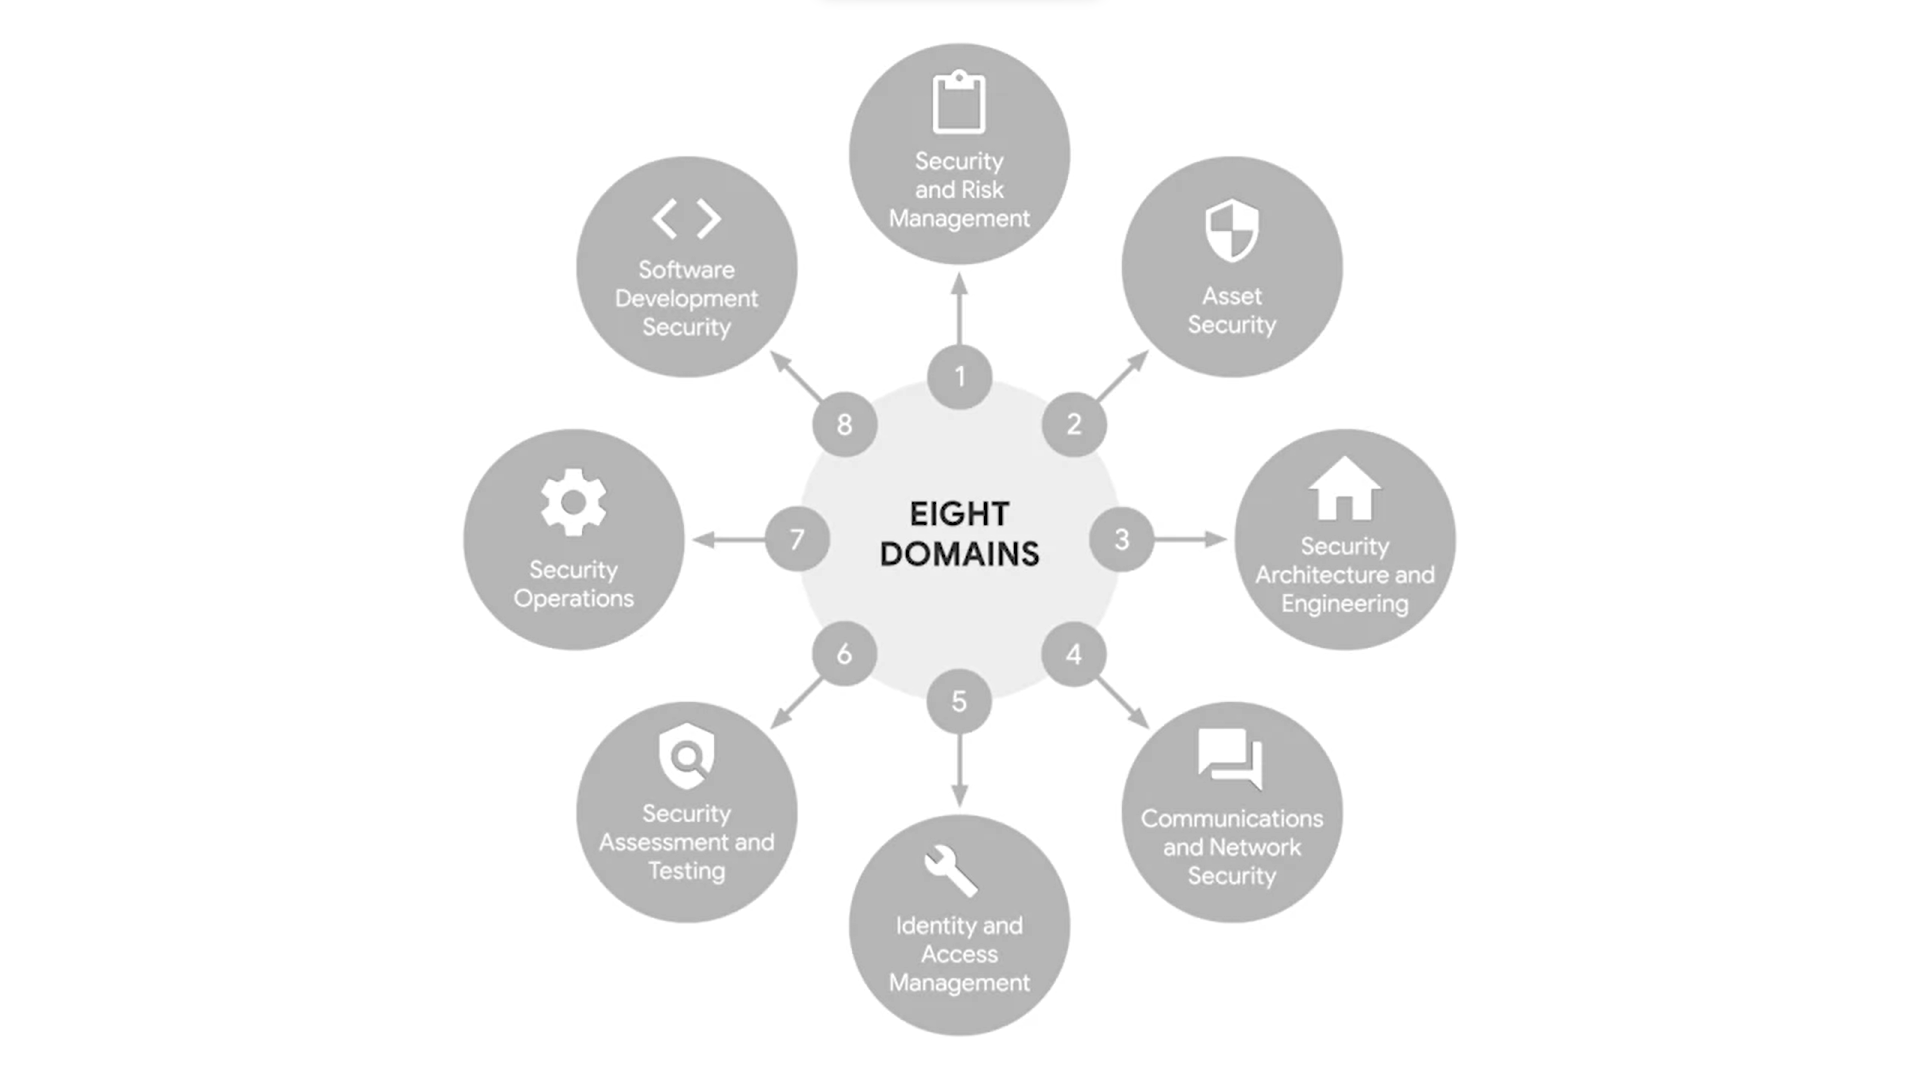 EIGHT
DOMAINS
1
Security
and Risk
Management
2
Asset
Security
3
Security
Architecture and
Engineering
4
Communications
and Network
Security
5
Identity and
Access
Management
6
Security
Assessment and
Testing
7
Security
Operations
8
Software
Development
Security